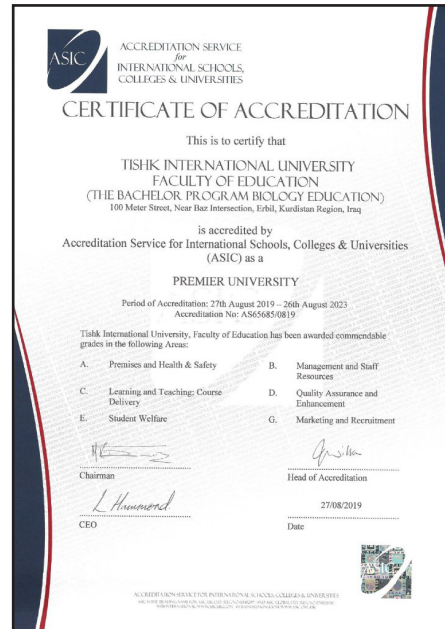 ASIC
ACCREDITATION SERVICE
for
INTERNATIONAL SCHOOLS,
COLLEGES & UNIVERSITIES
CERTIFICATE OF ACCREDITATION
This is to certify that
TISHK INTERNATIONAL UNIVERSITY
FACULTY OF EDUCATION
(THE BACHELOR PROGRAM BIOLOGY EDUCATION)
100 Meter Street, Near Baz Intersection, Erbil, Kurdistan Region, Iraq
is accredited by
Accreditation Service for International Schools, Colleges & Universities
(ASIC) as a
PREMIER UNIVERSITY
Period of Accreditation: 27th August 2019 – 26th August 2023
Accreditation No: AS65685/0819
Tishk International University, Faculty of Education has been awarded commendable
grades in the following Areas:
A. Premises and Health & Safety
B. Management and Staff
Resources
C. Learning and Teaching: Course
Delivery
D. Quality Assurance and
Enhancement
E. Student Welfare
G. Marketing and Recruitment
Chairman
Head of Accreditation
L Hammond
27/08/2019
CEO
Date
ACCREDITATION SERVICE FOR INTERNATIONAL SCHOOLS, COLLEGES & UNIVERSITIES